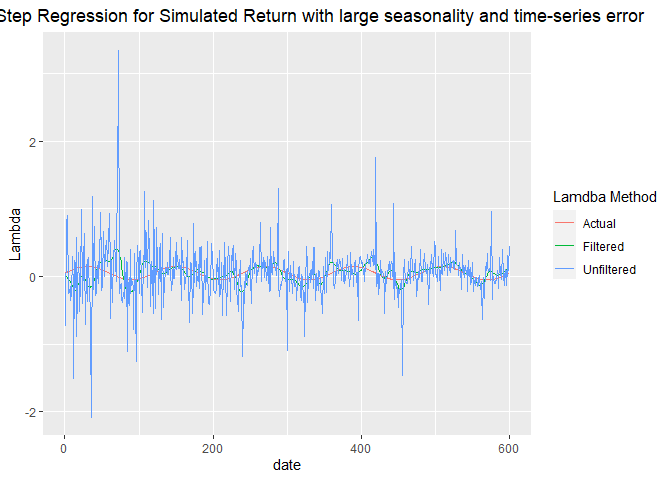 Step Regression for Simulated Return with large seasonality and time-series error
Lambda
2
0
-2
0
200
400
600
date
Lamdba Method
Actual
Filtered
Unfiltered